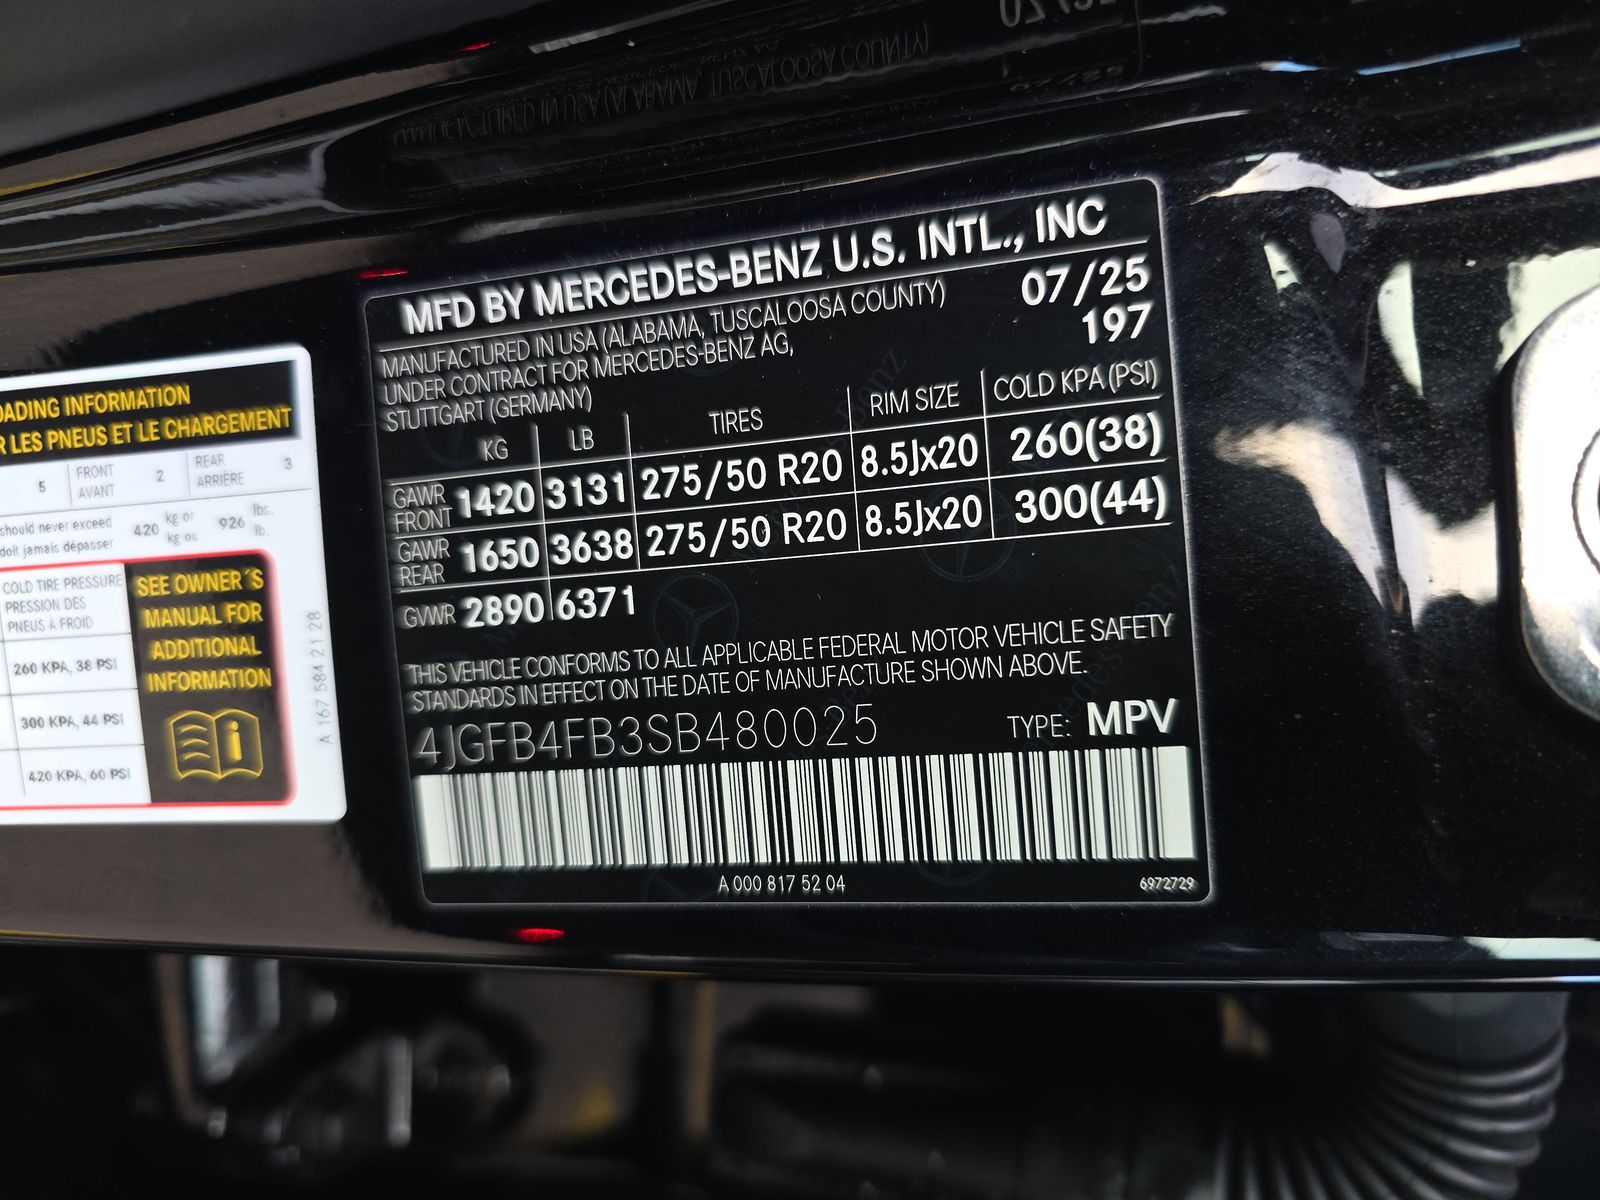 OADING INFORMATION
R LES PNEUS ET LE CHARGEMENT
5 FRONT AVANT 2 REAR ARRIÈRE 3
should never exceed 420 kg or 926 lbs.
doit jamais dépasser kg ou lb.
COLD TIRE PRESSURE
PRESSION DES
PNEUS À FROID
260 KPA, 38 PSI
300 KPA, 44 PSI
420 KPA, 60 PSI
SEE OWNER´S
MANUAL FOR
ADDITIONAL
INFORMATION
A 167 584 21 28
MFD BY MERCEDES-BENZ U.S. INTL., INC
MANUFACTURED IN USA (ALABAMA, TUSCALOOSA COUNTY) 07/25
UNDER CONTRACT FOR MERCEDES-BENZ AG, 197
STUTTGART (GERMANY)
KG LB TIRES RIM SIZE COLD KPA (PSI)
GAWR FRONT 1420 3131 275/50 R20 8.5Jx20 260(38)
GAWR REAR 1650 3638 275/50 R20 8.5Jx20 300(44)
GVWR 2890 6371
THIS VEHICLE CONFORMS TO ALL APPLICABLE FEDERAL MOTOR VEHICLE SAFETY
STANDARDS IN EFFECT ON THE DATE OF MANUFACTURE SHOWN ABOVE.
4JGFB4FB3SB480025 TYPE: MPV
A 000 817 52 04 6972729